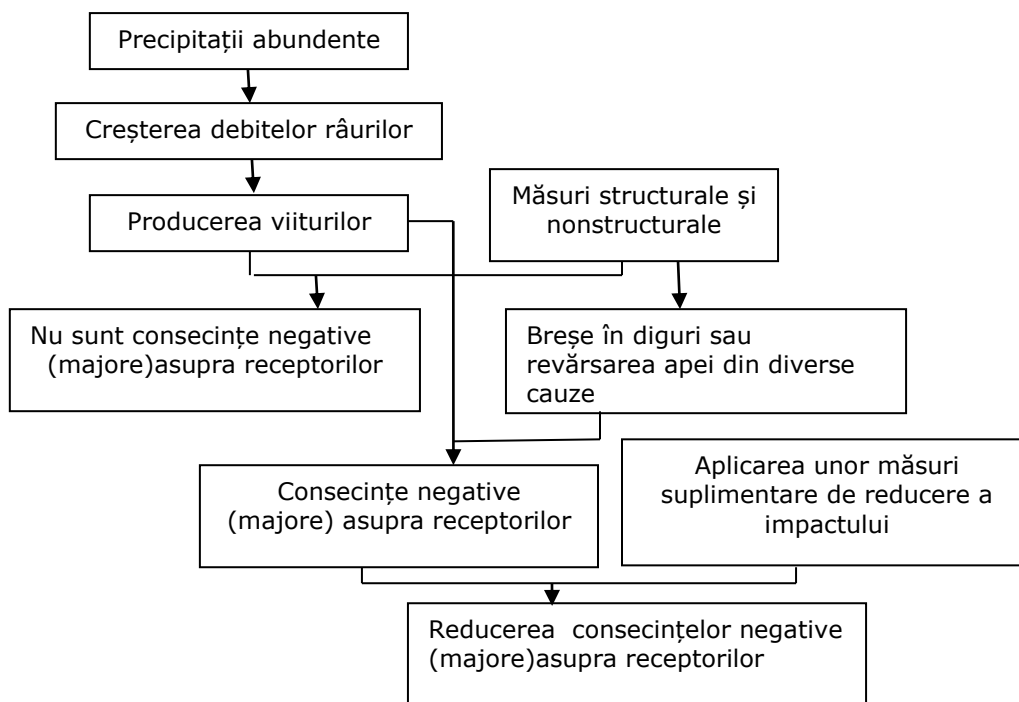 Precipitații abundente
Creșterea debitelor râurilor
Producerea viiturilor
Măsuri structurale și
nonstructurale
Nu sunt consecințe negative
(majore)asupra receptorilor
Breșe în diguri sau
revărsarea apei din diverse
cauze
Consecințe negative
(majore) asupra receptorilor
Aplicarea unor măsuri
suplimentare de reducere a
impactului
Reducerea consecințelor negative
(majore)asupra receptorilor